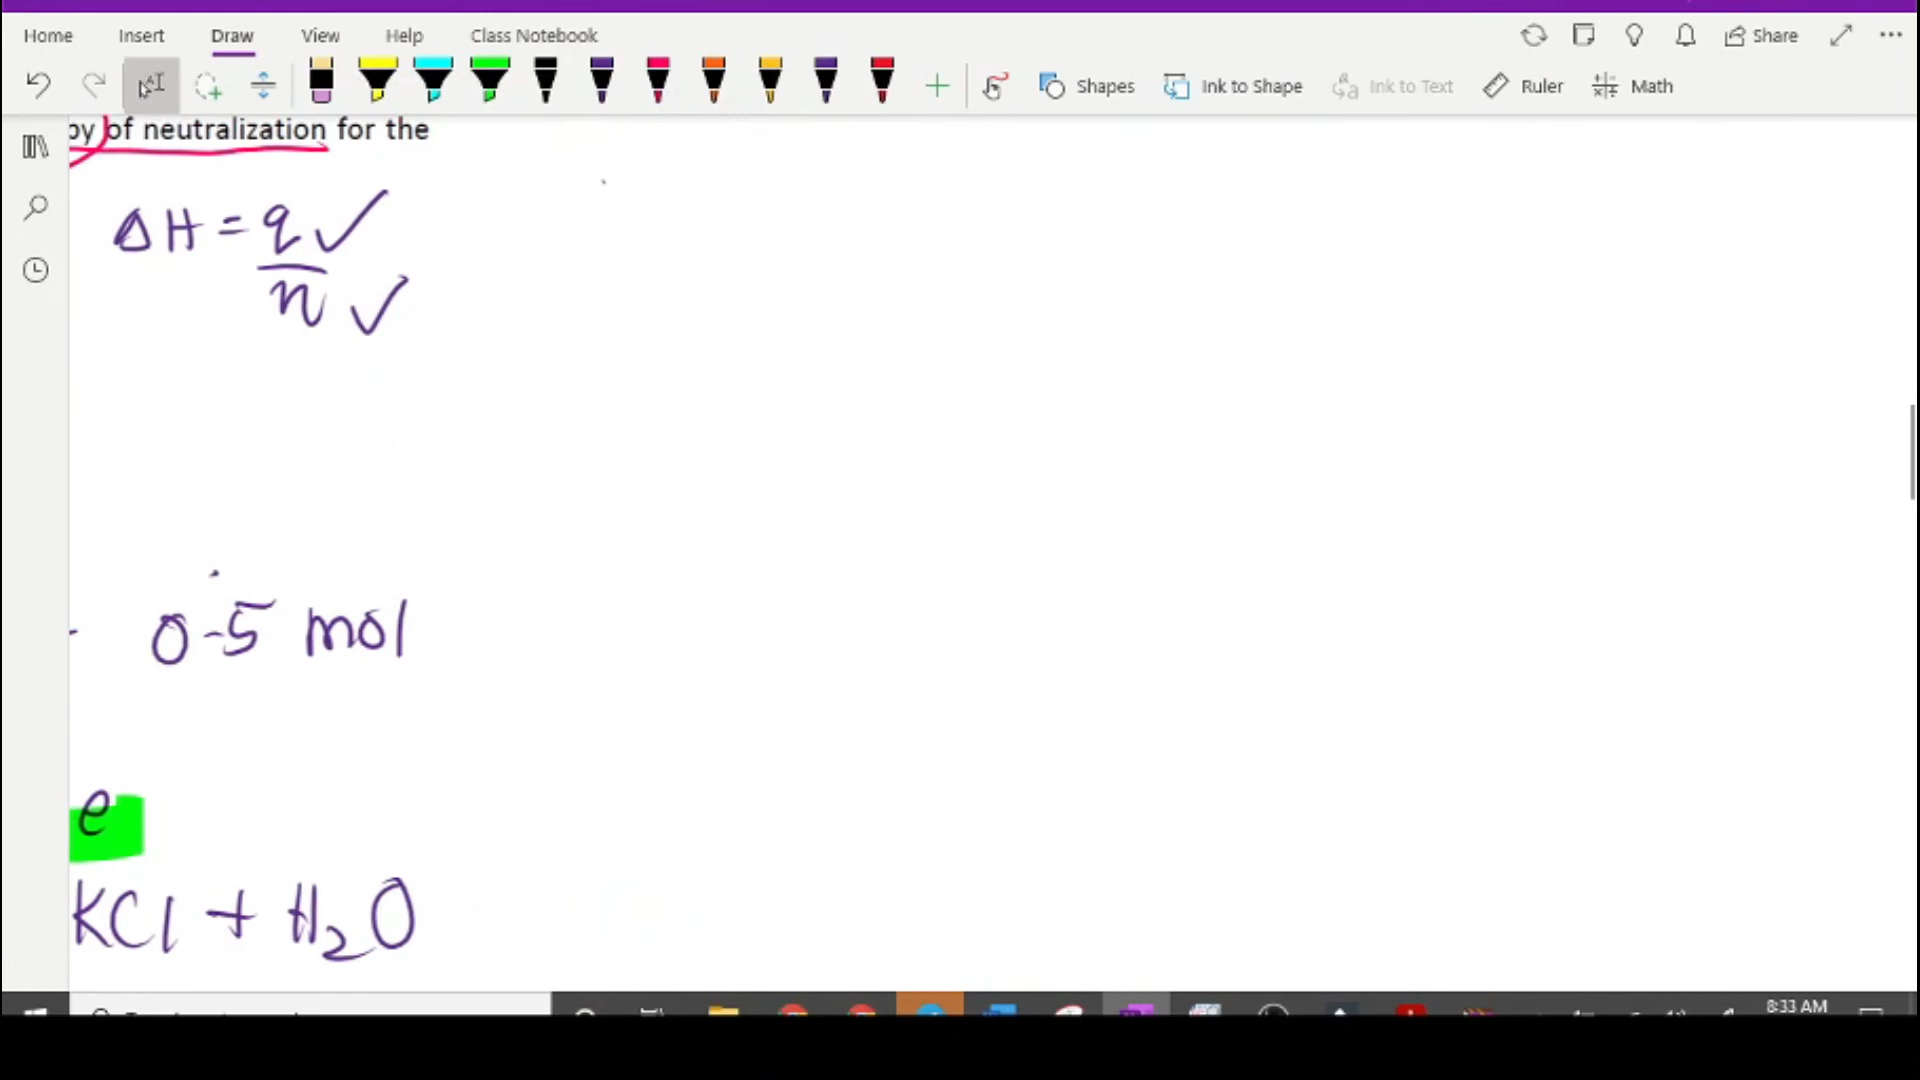 Home Insert Draw View Help Class Notebook Share
Shapes Ink to Shape Ink to Text Ruler Math
by of neutralization for the
ΔH = q ✓
n ✓
0.5 mol
e
KCl + H₂O
8:33 AM